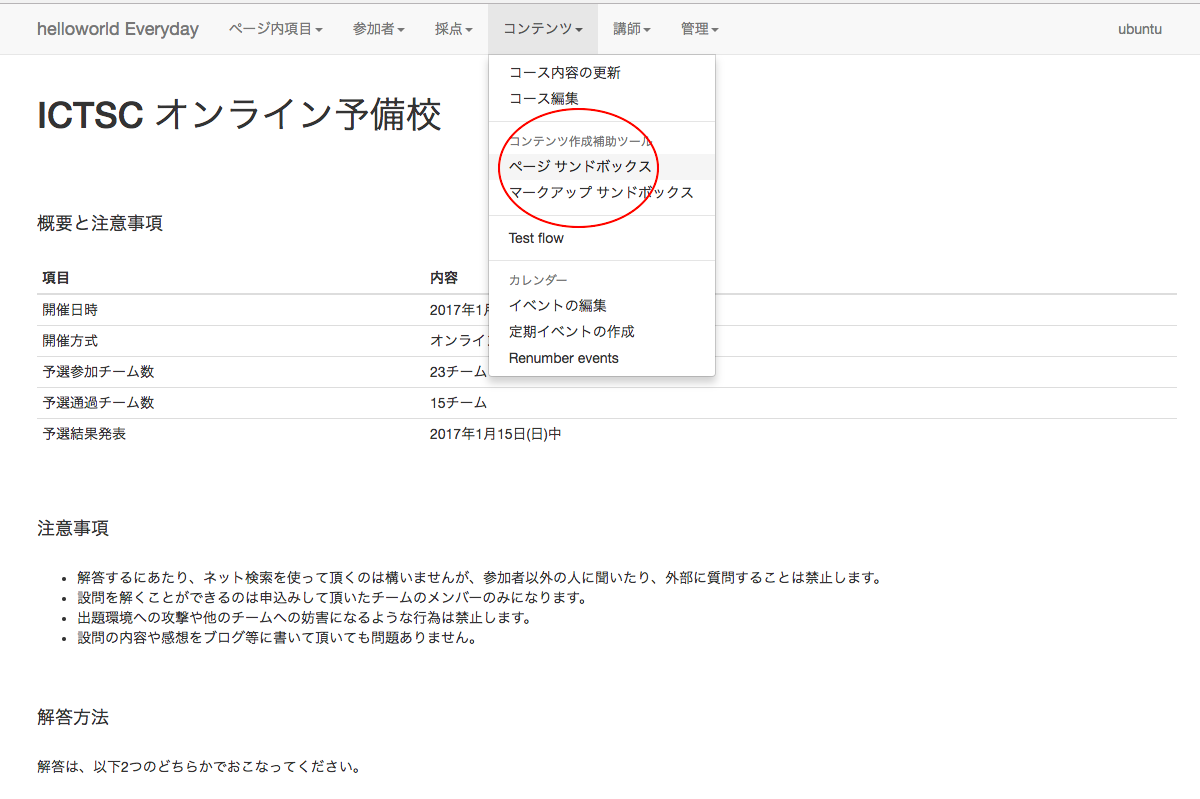 helloworld Everyday ページ内項目 参加者 採点 コンテンツ 講師 管理 ubuntu
コース内容の更新
コース編集
コンテンツ作成補助ツール
ページ サンドボックス
マークアップ サンドボックス
Test flow
カレンダー
イベントの編集
定期イベントの作成
Renumber events
ICTSC オンライン予備校
概要と注意事項
項目 内容
開催日時 2017年1月
開催方式 オンライン
予選参加チーム数 23チーム
予選通過チーム数 15チーム
予選結果発表 2017年1月15日(日)中
注意事項
• 解答するにあたり、ネット検索を使って頂くのは構いませんが、参加者以外の人に聞いたり、外部に質問することは禁止します。
• 設問を解くことができるのは申込みして頂いたチームのメンバーのみになります。
• 出題環境への攻撃や他のチームへの妨害になるような行為は禁止します。
• 設問の内容や感想をブログ等に書いて頂いても問題ありません。
解答方法
解答は、以下2つのどちらかでおこなってください。